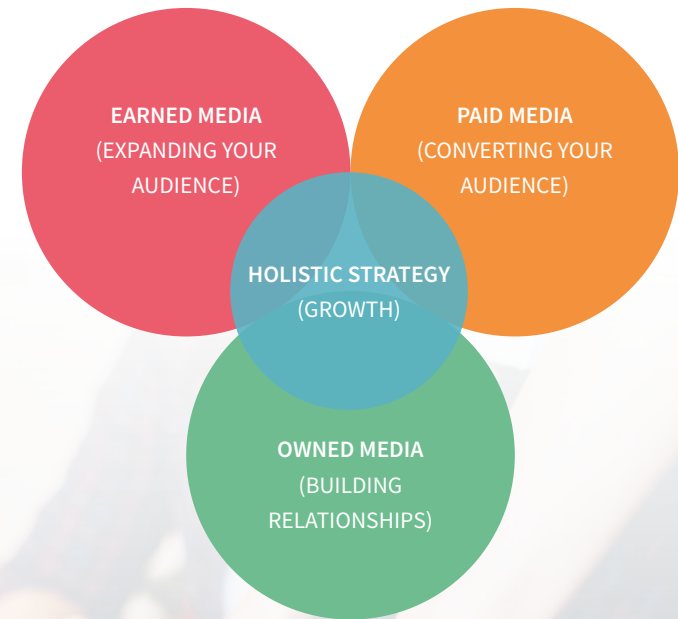 EARNED MEDIA
(EXPANDING YOUR
AUDIENCE)
PAID MEDIA
(CONVERTING YOUR
AUDIENCE)
HOLISTIC STRATEGY
(GROWTH)
OWNED MEDIA
(BUILDING
RELATIONSHIPS)